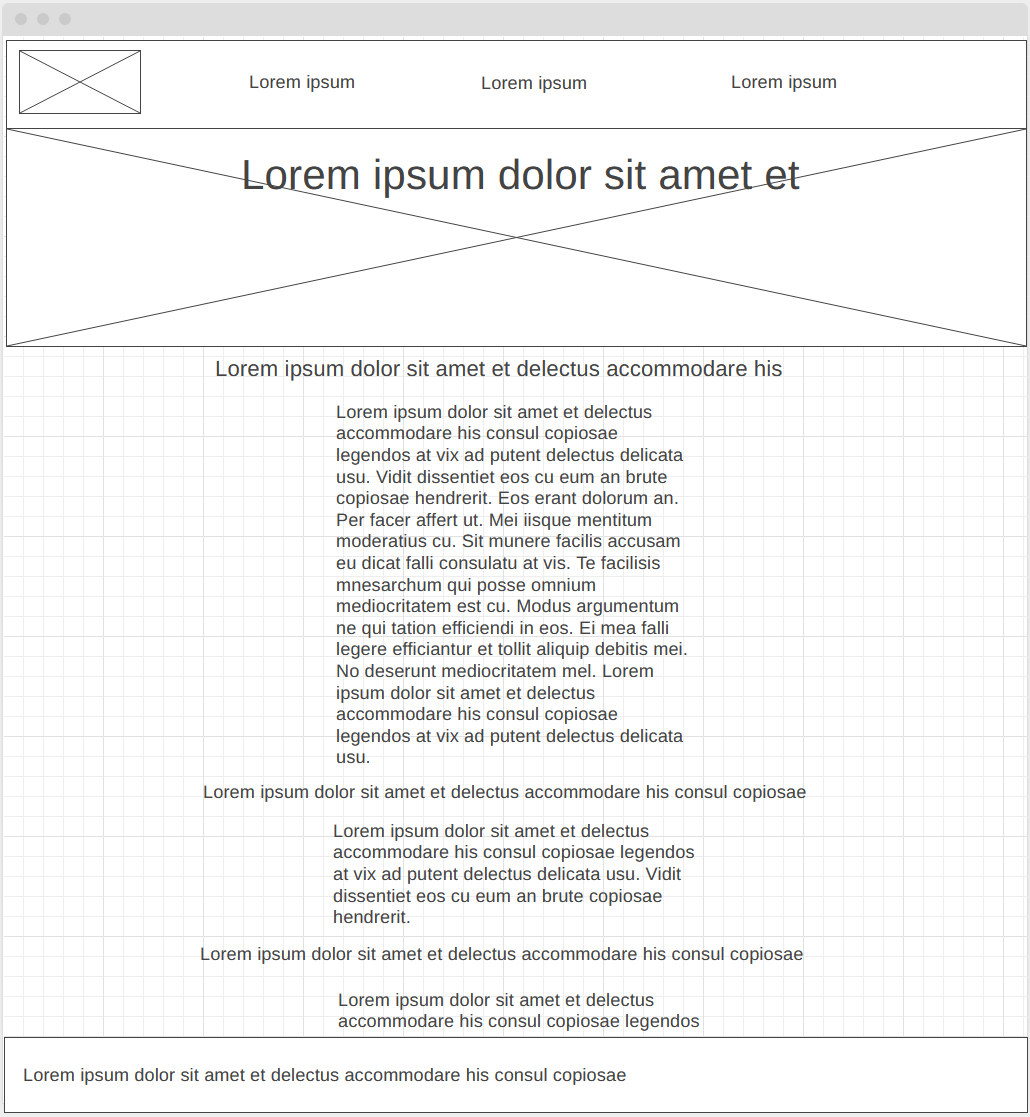 Lorem ipsum
Lorem ipsum
Lorem ipsum
Lorem ipsum dolor sit amet et
Lorem ipsum dolor sit amet et delectus accommodare his
Lorem ipsum dolor sit amet et delectus
accommodare his consul copiosae
legendos at vix ad putent delectus delicata
usu. Vidit dissentiet eos cu eum an brute
copiosae hendrerit. Eos erant dolorum an.
Per facer affert ut. Mei iisque mentitum
moderatius cu. Sit munere facilis accusam
eu dicat falli consulatu at vis. Te facilisis
mnesarchum qui posse omnium
mediocritatem est cu. Modus argumentum
ne qui tation efficiendi in eos. Ei mea falli
legere efficiantur et tollit aliquip debitis mei.
No deserunt mediocritatem mel. Lorem
ipsum dolor sit amet et delectus
accommodare his consul copiosae
legendos at vix ad putent delectus delicata
usu.
Lorem ipsum dolor sit amet et delectus accommodare his consul copiosae
Lorem ipsum dolor sit amet et delectus
accommodare his consul copiosae legendos
at vix ad putent delectus delicata usu. Vidit
dissentiet eos cu eum an brute copiosae
hendrerit.
Lorem ipsum dolor sit amet et delectus accommodare his consul copiosae
Lorem ipsum dolor sit amet et delectus
accommodare his consul copiosae legendos
Lorem ipsum dolor sit amet et delectus accommodare his consul copiosae